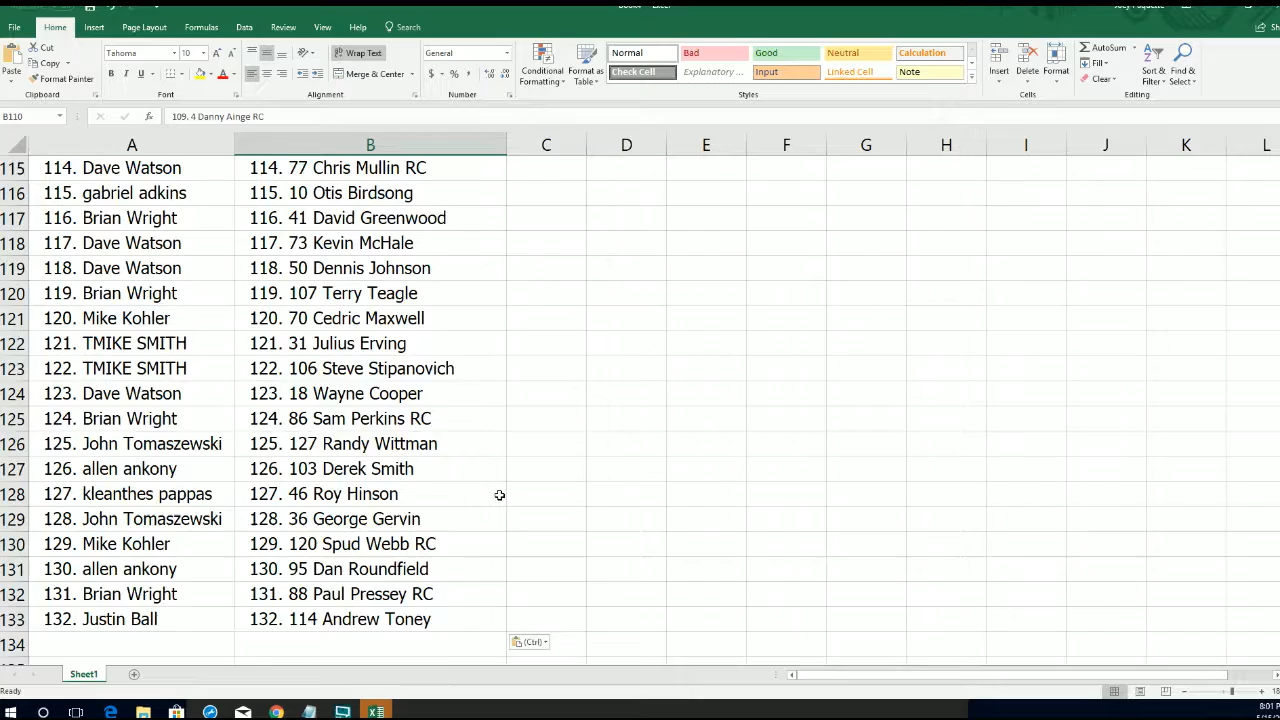 File Home Insert Page Layout Formulas Data Review View Help Search
Cut Tahoma 10 Wrap Text General Normal Bad Good Neutral Calculation AutoSum
Copy Conditional Format as Check Cell Explanatory ... Input Linked Cell Note Insert Delete Format Fill Sort & Find &
Paste Format Painter B I U A Merge & Center $ % Formatting Table Clear Filter Select
Clipboard Font Alignment Number Styles Cells Editing
B110 fx 109. 4 Danny Ainge RC
A B C D E F G H I J K L
115 114. Dave Watson 114. 77 Chris Mullin RC
116 115. gabriel adkins 115. 10 Otis Birdsong
117 116. Brian Wright 116. 41 David Greenwood
118 117. Dave Watson 117. 73 Kevin McHale
119 118. Dave Watson 118. 50 Dennis Johnson
120 119. Brian Wright 119. 107 Terry Teagle
121 120. Mike Kohler 120. 70 Cedric Maxwell
122 121. TMIKE SMITH 121. 31 Julius Erving
123 122. TMIKE SMITH 122. 106 Steve Stipanovich
124 123. Dave Watson 123. 18 Wayne Cooper
125 124. Brian Wright 124. 86 Sam Perkins RC
126 125. John Tomaszewski 125. 127 Randy Wittman
127 126. allen ankony 126. 103 Derek Smith
128 127. kleanthes pappas 127. 46 Roy Hinson
129 128. John Tomaszewski 128. 36 George Gervin
130 129. Mike Kohler 129. 120 Spud Webb RC
131 130. allen ankony 130. 95 Dan Roundfield
132 131. Brian Wright 131. 88 Paul Pressey RC
133 132. Justin Ball 132. 114 Andrew Toney
134 (Ctrl)
Sheet1
Ready
8:01 PM